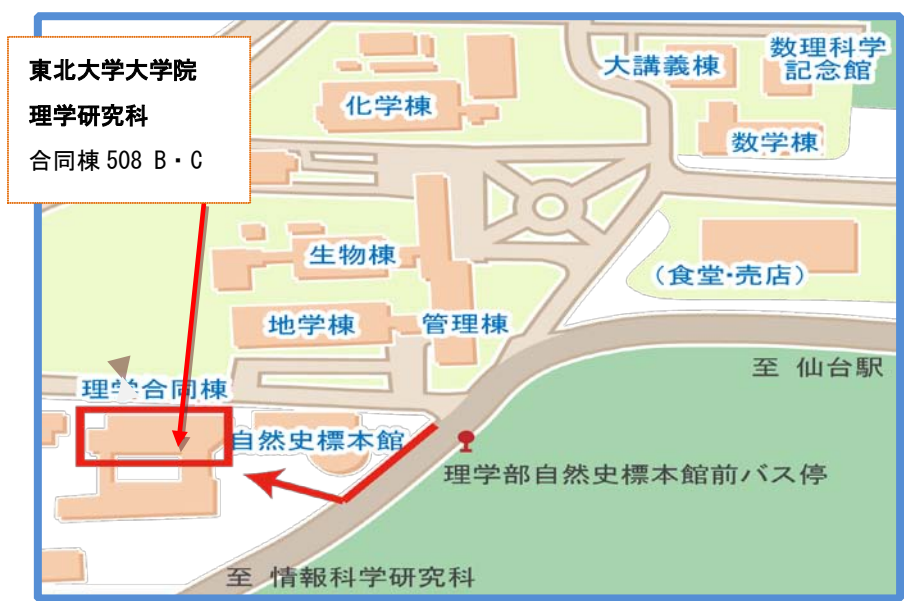 東北大学大学院
理学研究科
合同棟 508 B・C
化学棟
大講義棟
数理科学
記念館
数学棟
生物棟
(食堂・売店)
地学棟
管理棟
至 仙台駅
理学合同棟
自然史標本館
理学部自然史標本館前バス停
至 情報科学研究科